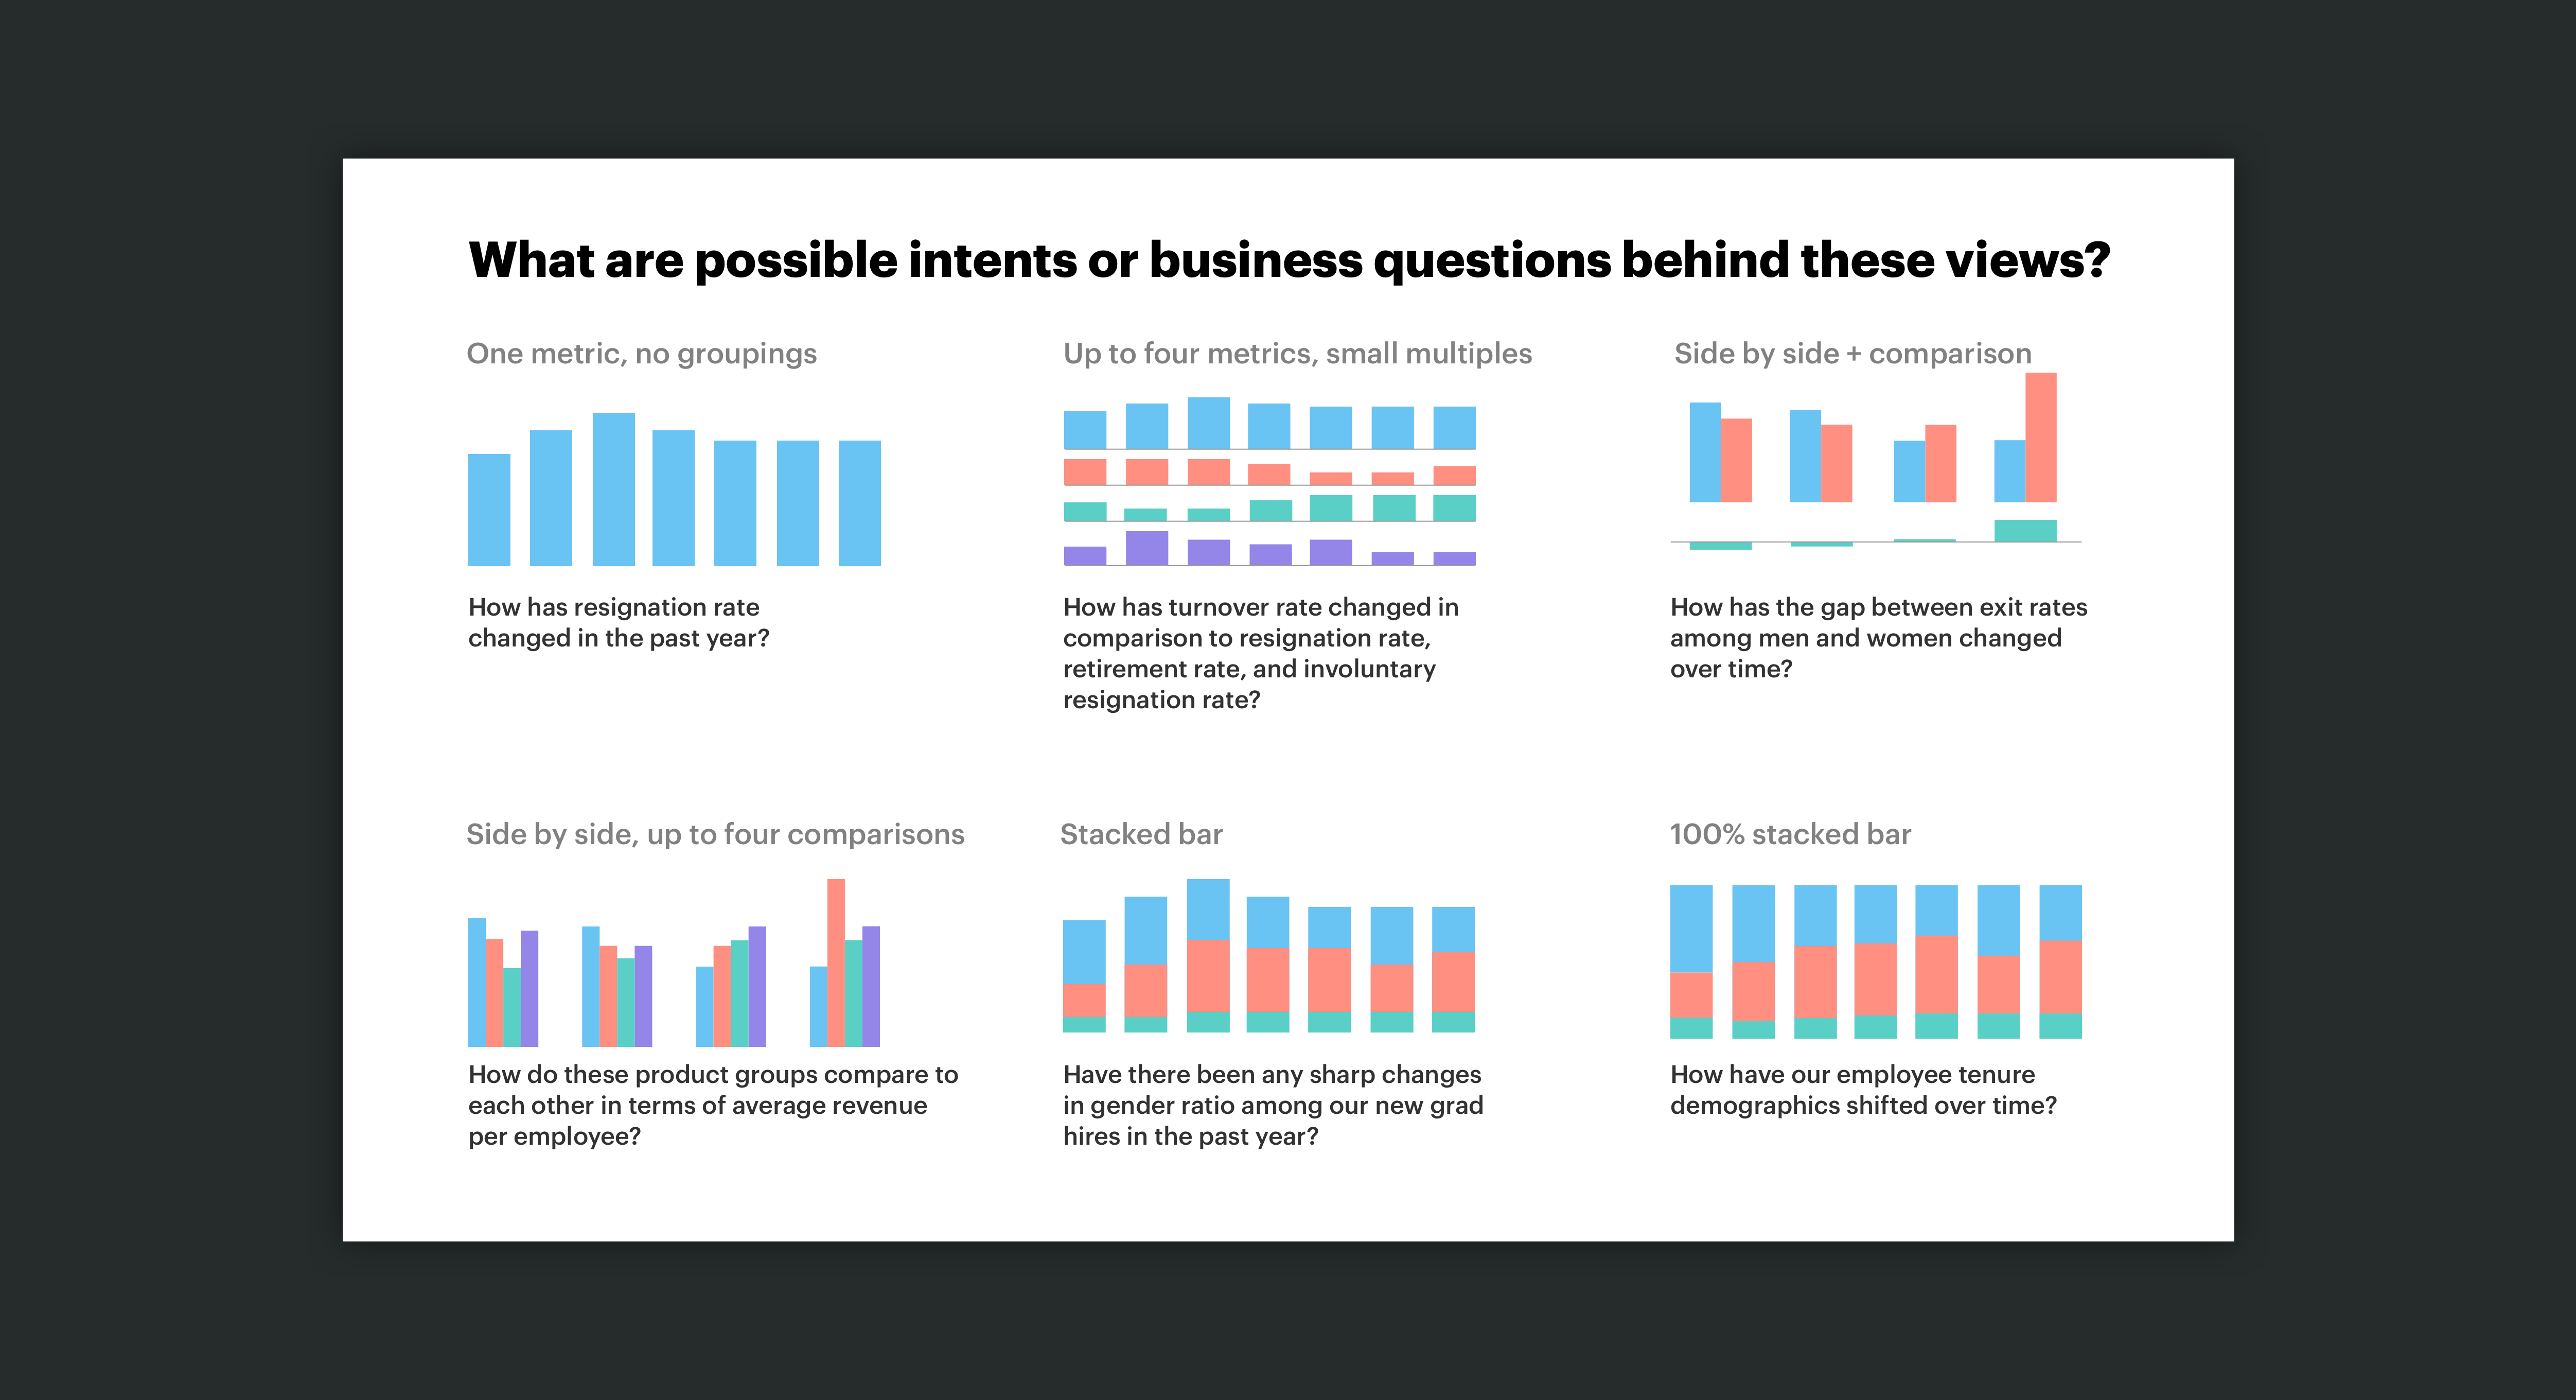 What are possible intents or business questions behind these views?
One metric, no groupings
How has resignation rate
changed in the past year?
Up to four metrics, small multiples
How has turnover rate changed in
comparison to resignation rate,
retirement rate, and involuntary
resignation rate?
Side by side + comparison
How has the gap between exit rates
among men and women changed
over time?
Side by side, up to four comparisons
How do these product groups compare to
each other in terms of average revenue
per employee?
Stacked bar
Have there been any sharp changes
in gender ratio among our new grad
hires in the past year?
100% stacked bar
How have our employee tenure
demographics shifted over time?